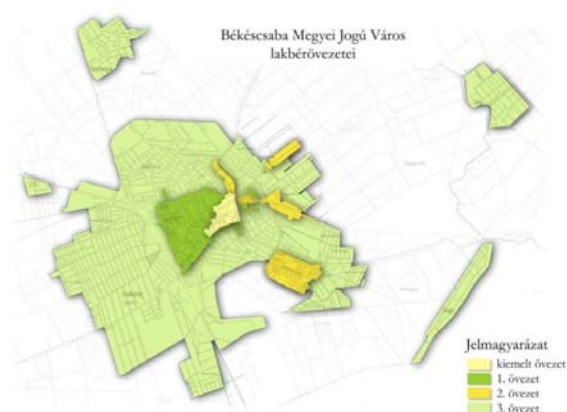 Békéscsaba Megyei Jogú Város
lakbérövezetei
Jelmagyarázat
kiemelt övezet
1. övezet
2. övezet
3. övezet